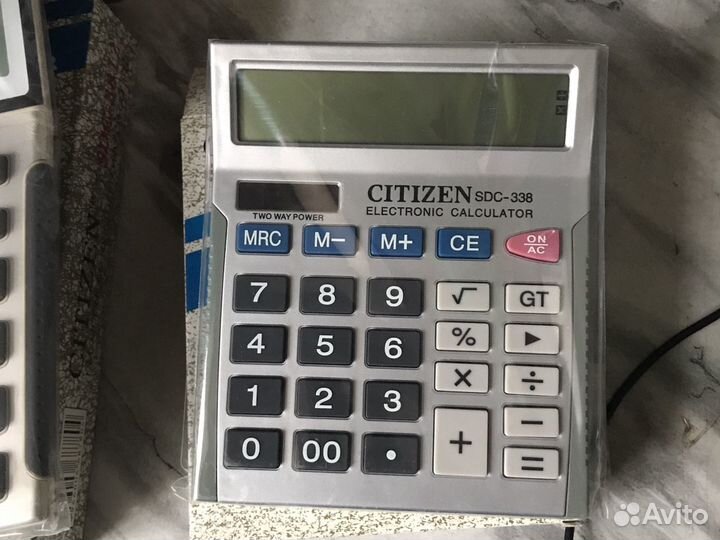 CITIZEN SDC-338
ELECTRONIC CALCULATOR
TWO WAY POWER
MRC M− M+ CE ON/AC
7 8 9 √ GT
4 5 6 % ▶
1 2 3 × ÷
0 00 . + −
=
CITIZEN
Avito